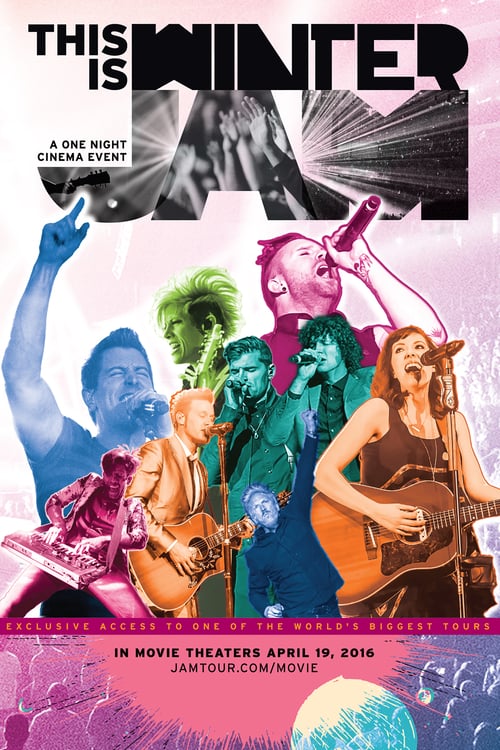 THIS IS WINTER JAM
A ONE NIGHT
CINEMA EVENT
EXCLUSIVE ACCESS TO ONE OF THE WORLD'S BIGGEST TOURS
IN MOVIE THEATERS APRIL 19, 2016
JAMTOUR.COM/MOVIE